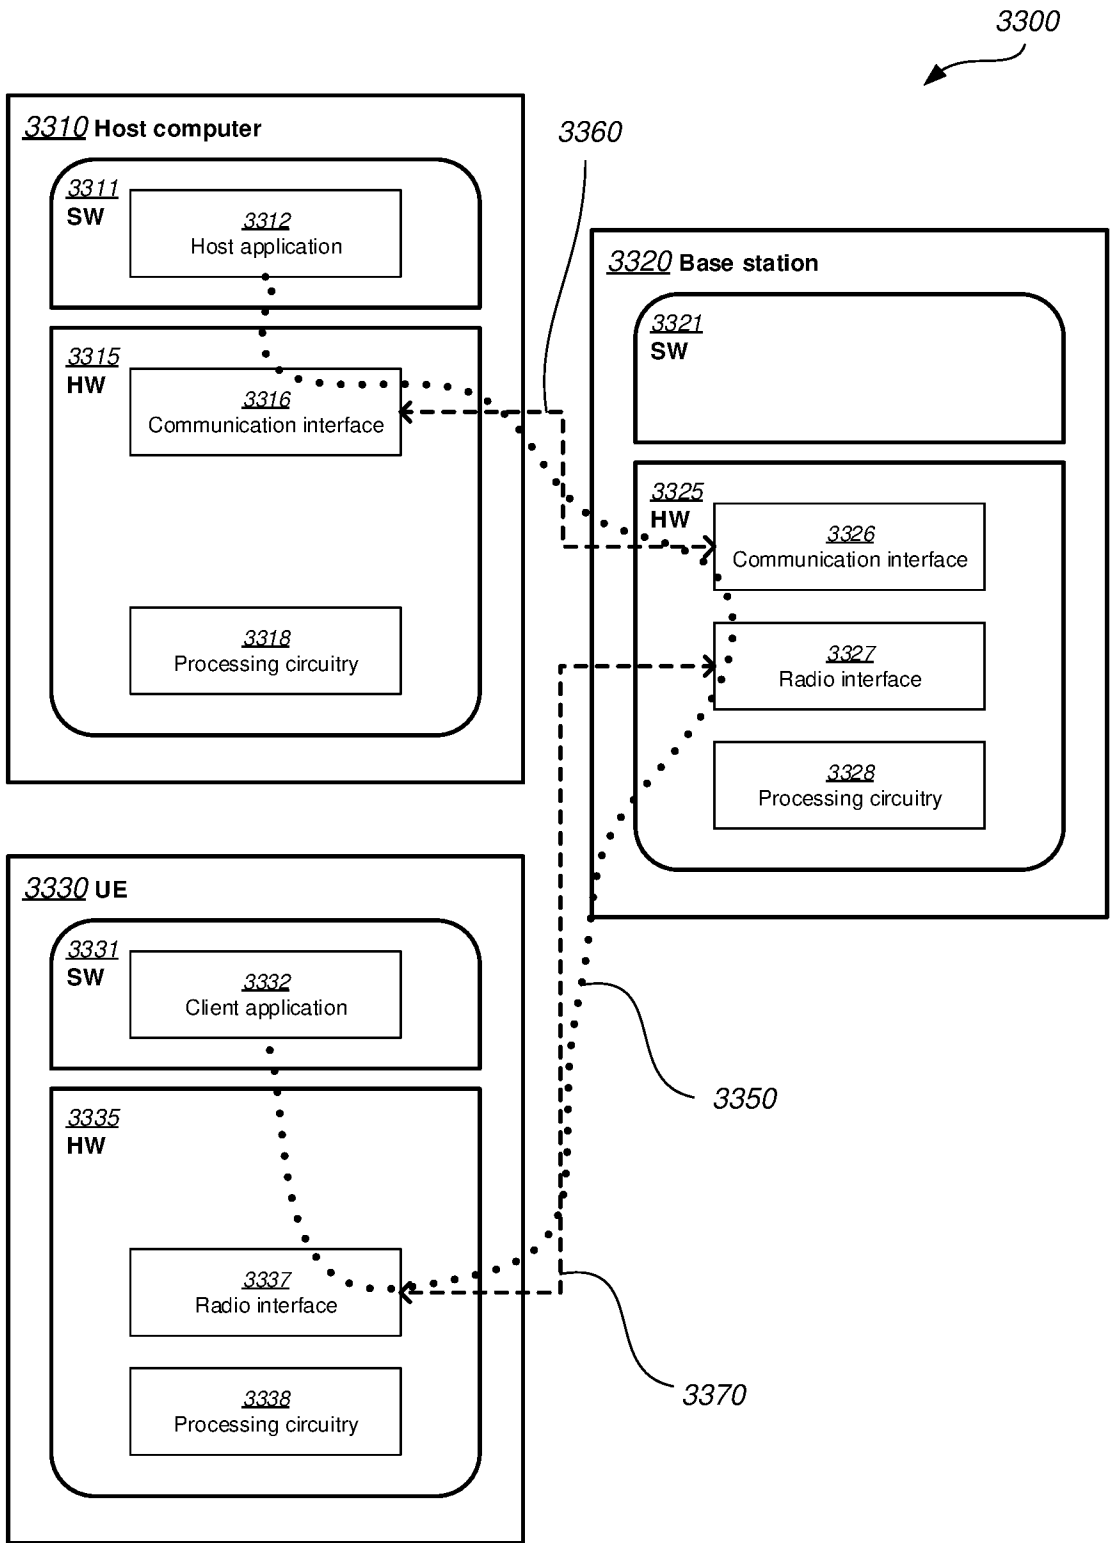 3300
3310 Host computer
3311
SW
3312
Host application
3315
HW
3316
Communication interface
3318
Processing circuitry
3360
3320 Base station
3321
SW
3325
HW
3326
Communication interface
3327
Radio interface
3328
Processing circuitry
3330 UE
3331
SW
3332
Client application
3335
HW
3337
Radio interface
3338
Processing circuitry
3350
3370